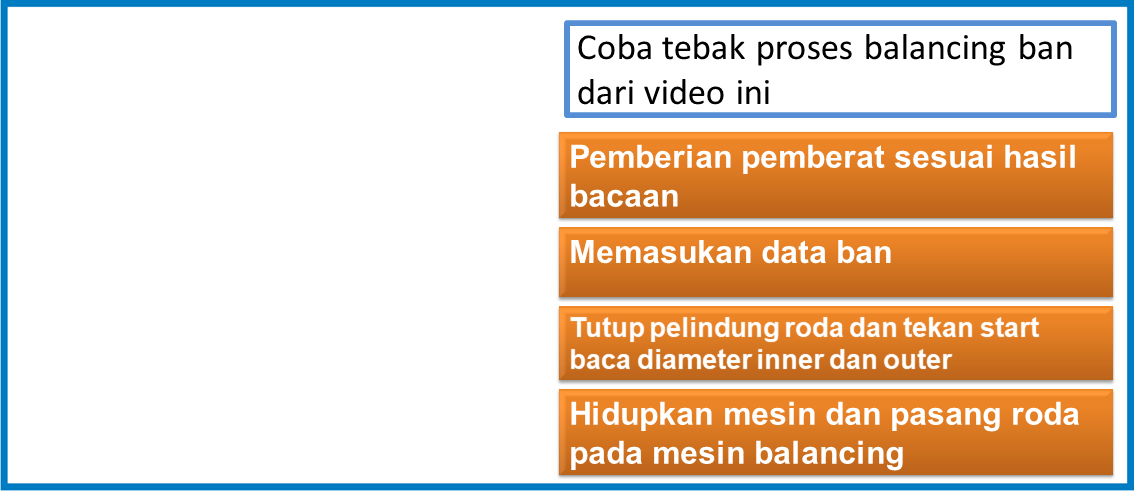 Coba tebak proses balancing ban
dari video ini
Pemberian pemberat sesuai hasil
bacaan
Memasukan data ban
Tutup pelindung roda dan tekan start
baca diameter inner dan outer
Hidupkan mesin dan pasang roda
pada mesin balancing